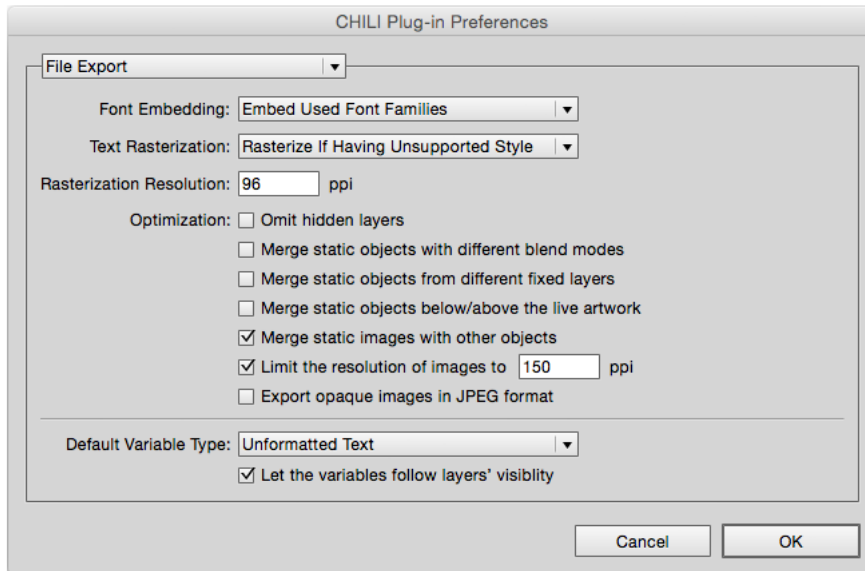 CHILI Plug-in Preferences
File Export
Font Embedding: Embed Used Font Families
Text Rasterization: Rasterize If Having Unsupported Style
Rasterization Resolution: 96 ppi
Optimization: Omit hidden layers
Merge static objects with different blend modes
Merge static objects from different fixed layers
Merge static objects below/above the live artwork
Merge static images with other objects
Limit the resolution of images to 150 ppi
Export opaque images in JPEG format
Default Variable Type: Unformatted Text
Let the variables follow layers' visiblity
Cancel OK